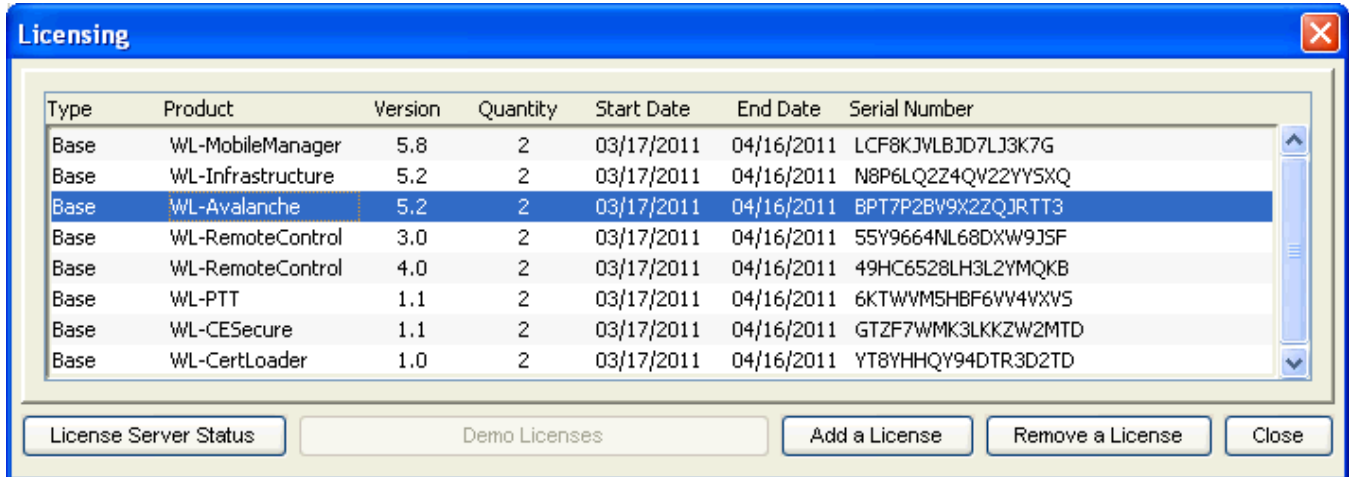 Licensing
Type Product Version Quantity Start Date End Date Serial Number
Base WL-MobileManager 5.8 2 03/17/2011 04/16/2011 LCF8KJVLBJD7LJ3K7G
Base WL-Infrastructure 5.2 2 03/17/2011 04/16/2011 N8P6LQ2Z4QV22YYSXQ
Base WL-Avalanche 5.2 2 03/17/2011 04/16/2011 BPT7P2BV9X2ZQJRTT3
Base WL-RemoteControl 3.0 2 03/17/2011 04/16/2011 55Y9664NL68DXW9JSF
Base WL-RemoteControl 4.0 2 03/17/2011 04/16/2011 49HC6528LH3L2YMQKB
Base WL-PTT 1.1 2 03/17/2011 04/16/2011 6KTWVM5HBF6VV4VXVS
Base WL-CESecure 1.1 2 03/17/2011 04/16/2011 GTZF7WMK3LKKZW2MTD
Base WL-CertLoader 1.0 2 03/17/2011 04/16/2011 YT8YHHQY94DTR3D2TD
License Server Status Demo Licenses Add a License Remove a License Close